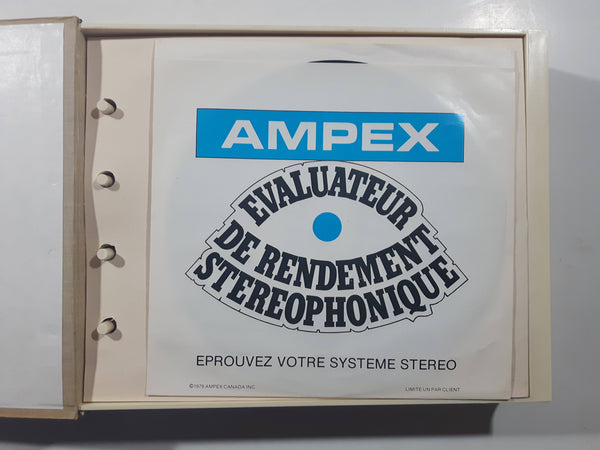 AMPEX
EVALUATEUR
DE RENDEMENT
STEREOPHONIQUE
EPROUVEZ VOTRE SYSTEME STEREO
©1979 AMPEX CANADA INC.
LIMITE UN PAR CLIENT